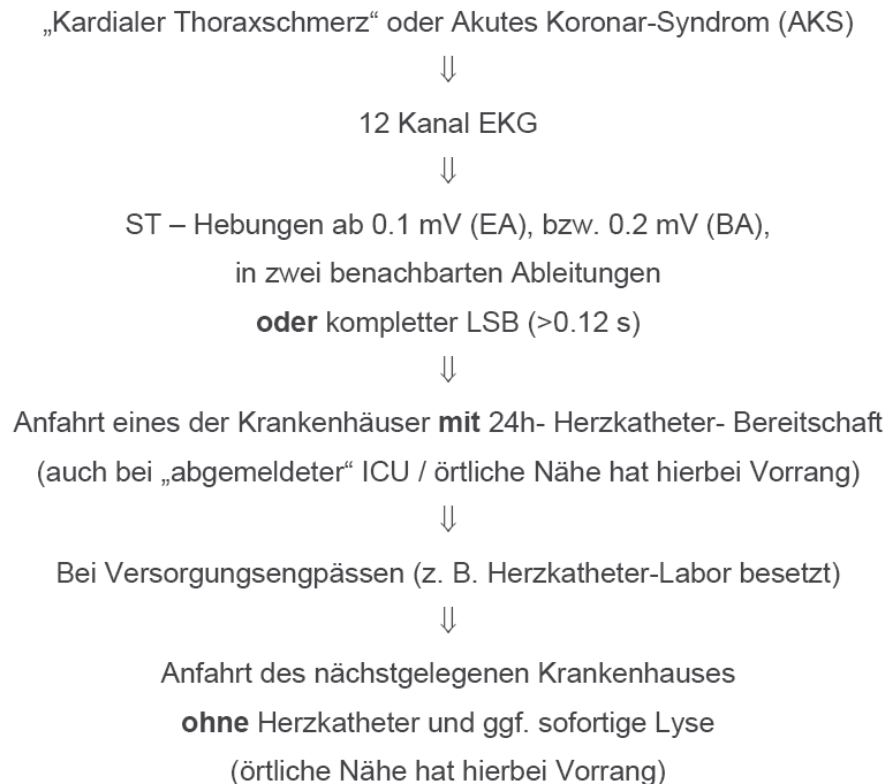 „Kardialer Thoraxschmerz“ oder Akutes Koronar-Syndrom (AKS)
⇓
12 Kanal EKG
⇓
ST – Hebungen ab 0.1 mV (EA), bzw. 0.2 mV (BA),
in zwei benachbarten Ableitungen
oder kompletter LSB (>0.12 s)
⇓
Anfahrt eines der Krankenhäuser mit 24h- Herzkatheter- Bereitschaft
(auch bei „abgemeldeter“ ICU / örtliche Nähe hat hierbei Vorrang)
⇓
Bei Versorgungsengpässen (z. B. Herzkatheter-Labor besetzt)
⇓
Anfahrt des nächstgelegenen Krankenhauses
ohne Herzkatheter und ggf. sofortige Lyse
(örtliche Nähe hat hierbei Vorrang)